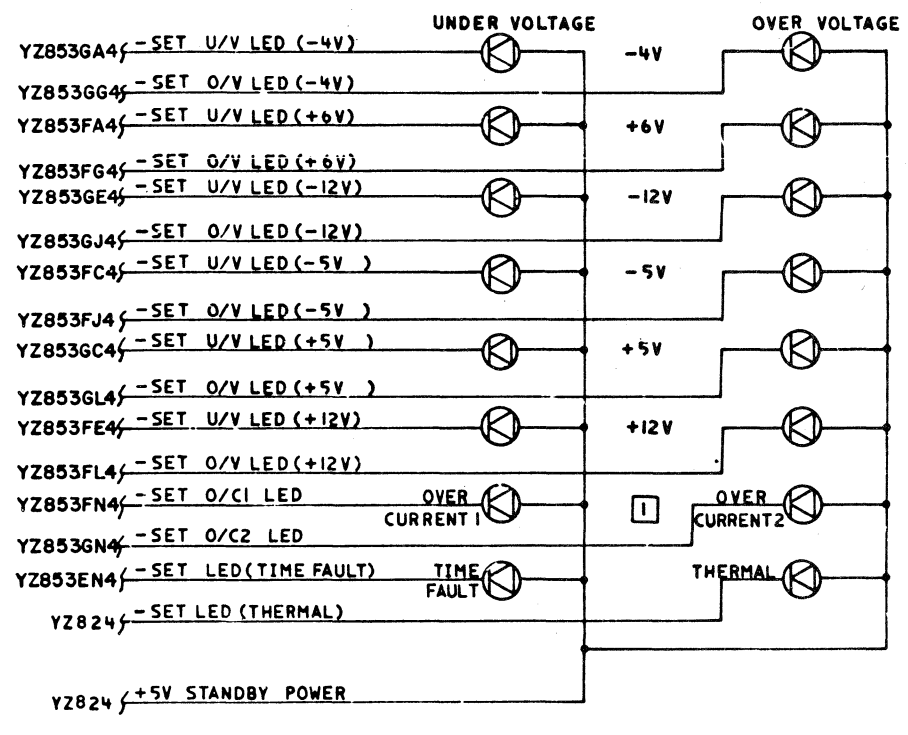 UNDER VOLTAGE OVER VOLTAGE
YZ853GA4 -SET U/V LED (-4V) -4V
YZ853GG4 -SET O/V LED (-4V)
YZ853FA4 -SET U/V LED (+6V) +6V
YZ853FG4 -SET O/V LED (+6V)
YZ853GE4 -SET U/V LED (-12V) -12V
YZ853GJ4 -SET O/V LED (-12V)
YZ853FC4 -SET U/V LED (-5V ) -5V
YZ853FJ4 -SET O/V LED (-5V )
YZ853GC4 -SET U/V LED (+5V ) +5V
YZ853GL4 -SET O/V LED (+5V )
YZ853FE4 -SET U/V LED (+12V) +12V
YZ853FL4 -SET O/V LED (+12V)
YZ853FN4 -SET O/C1 LED OVER CURRENT 1 1 OVER CURRENT 2
YZ853GN4 -SET O/C2 LED
YZ853EN4 -SET LED (TIME FAULT) TIME FAULT THERMAL
YZ824 -SET LED (THERMAL)
YZ824 +5V STANDBY POWER